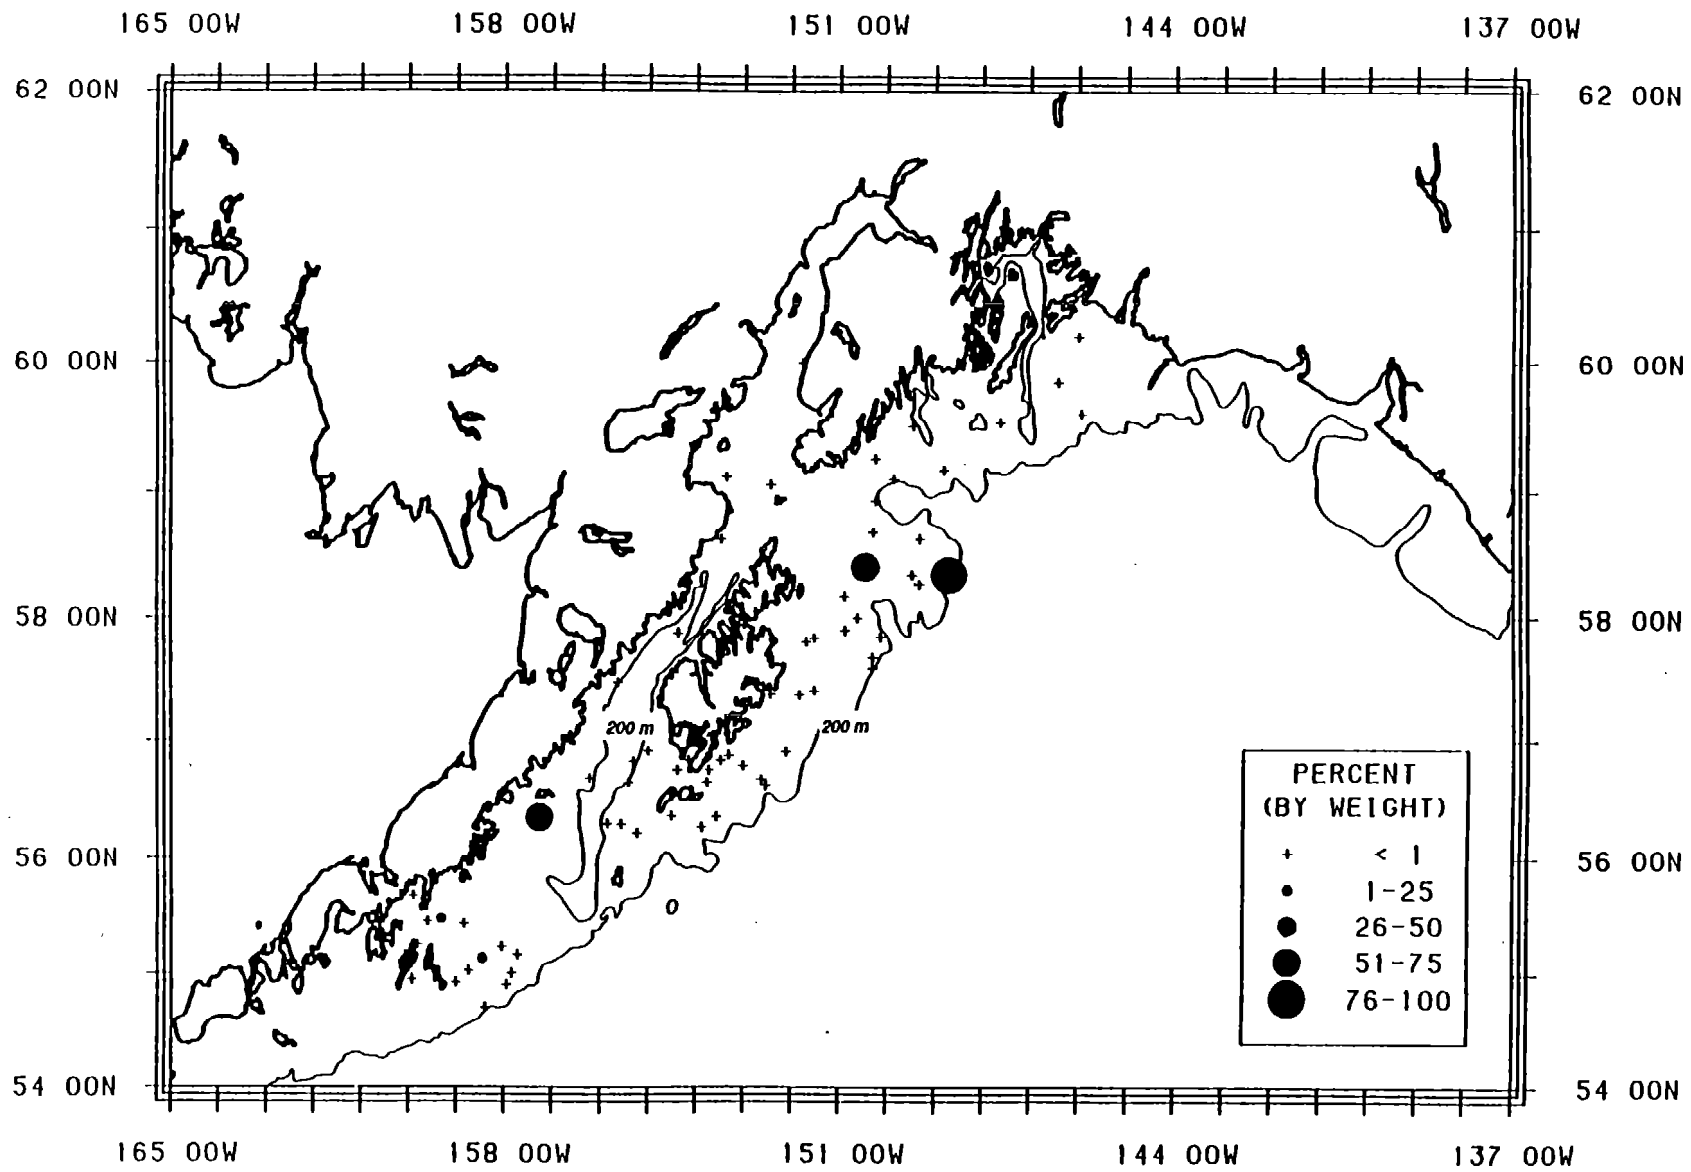 165 00W 158 00W 151 00W 144 00W 137 00W
62 00N 62 00N
60 00N 60 00N
58 00N 58 00N
200 m 200 m
PERCENT
(BY WEIGHT)
+ < 1
1-25
56 00N 56 00N
26-50
51-75
76-100
54 00N 54 00N
165 00W 158 00W 151 00W 144 00W 137 00W